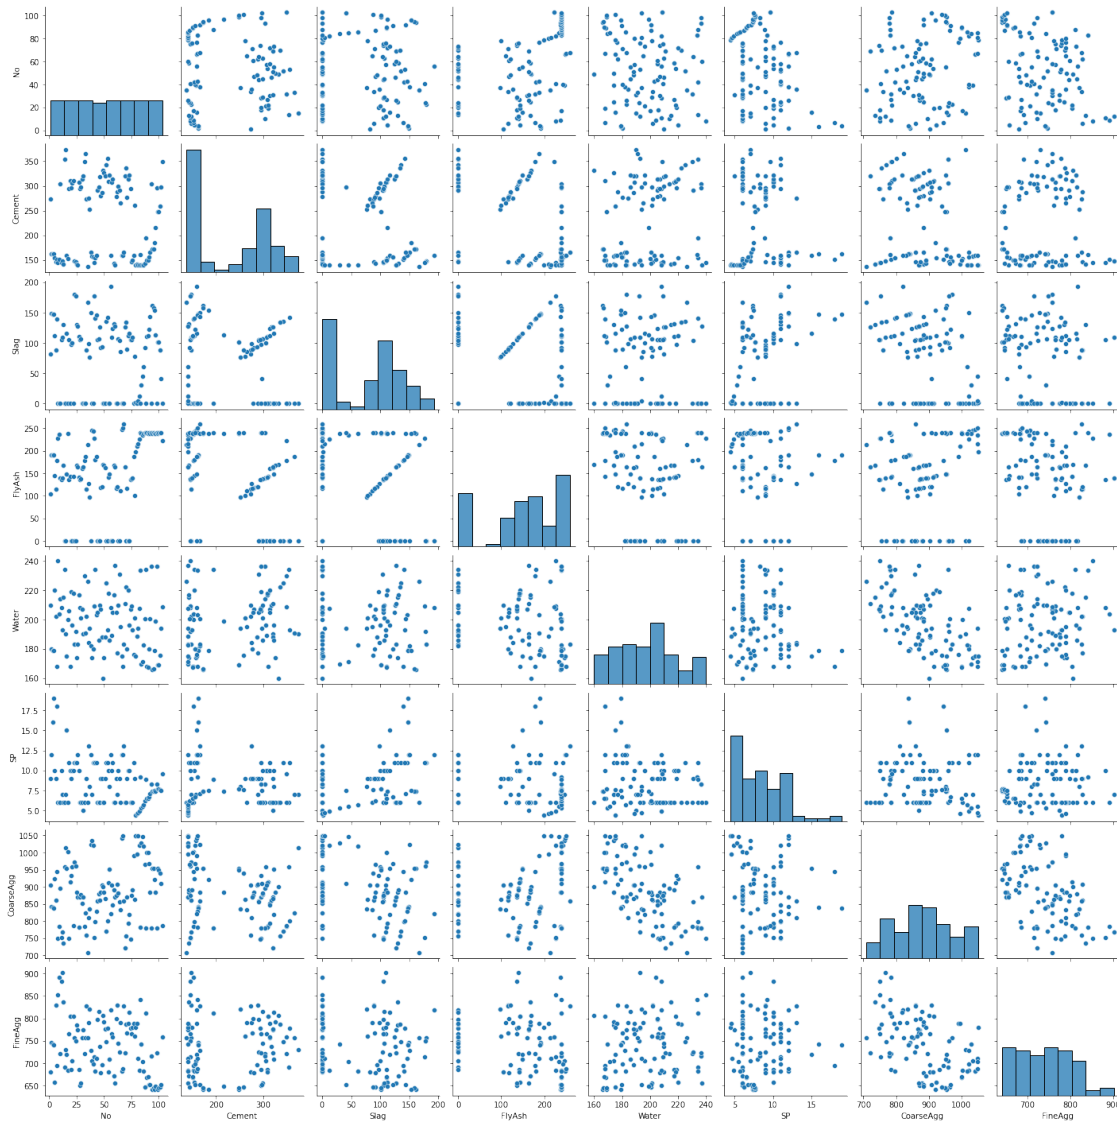 100
80
60
40
20
0
No
350
300
250
200
150
Cement
200
150
100
50
0
Slag
250
200
150
100
50
0
FlyAsh
240
220
200
180
160
Water
17.5
15.0
12.5
10.0
7.5
5.0
SP
1050
1000
950
900
850
800
750
700
CoarseAgg
900
850
800
750
700
650
FineAgg
0 25 50 75 100
No
200 300
Cement
0 50 100 150 200
Slag
0 100 200
FlyAsh
160 180 200 220 240
Water
5 10 15
SP
700 800 900 1000
CoarseAgg
700 800 900
FineAgg